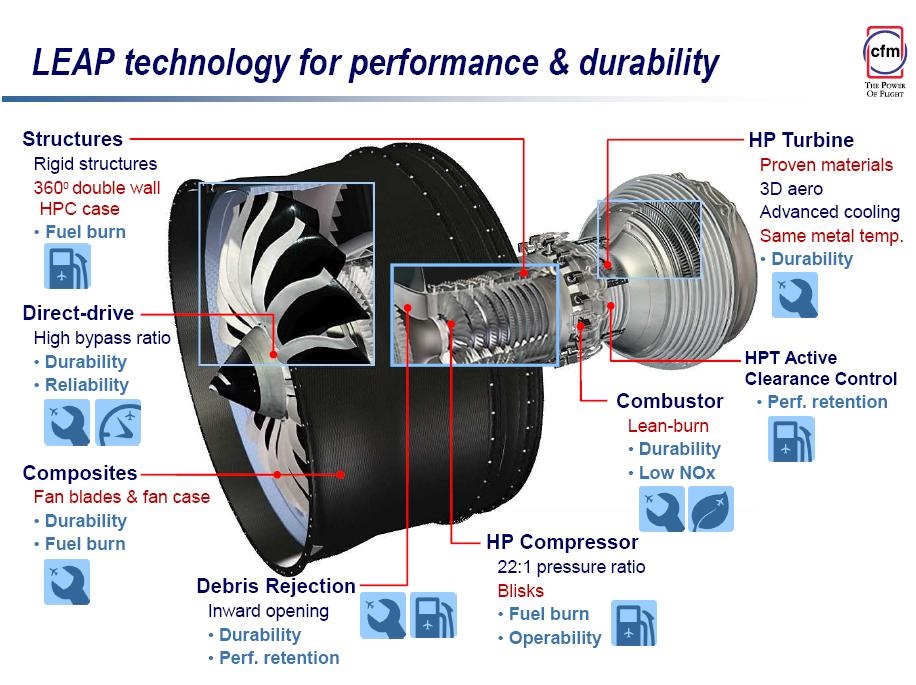 LEAP technology for performance & durability
cfm
THE POWER
OF FLIGHT
Structures
Rigid structures
360º double wall
HPC case
• Fuel burn
Direct-drive
High bypass ratio
• Durability
• Reliability
Composites
Fan blades & fan case
• Durability
• Fuel burn
Debris Rejection
Inward opening
• Durability
• Perf. retention
HP Compressor
22:1 pressure ratio
Blisks
• Fuel burn
• Operability
Combustor
Lean-burn
• Durability
• Low NOx
HP Turbine
Proven materials
3D aero
Advanced cooling
Same metal temp.
• Durability
HPT Active
Clearance Control
• Perf. retention